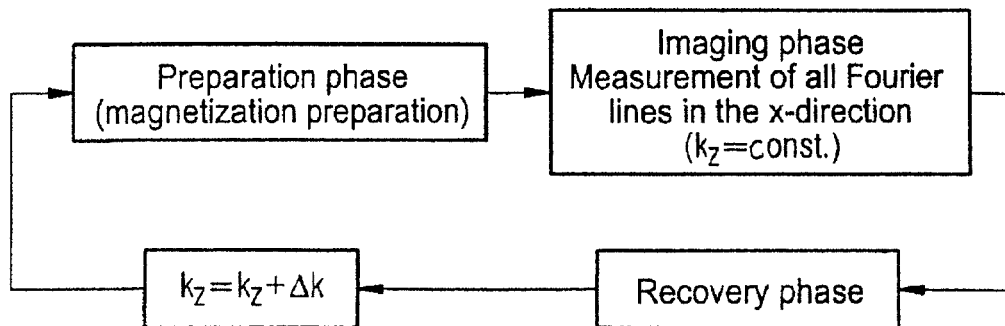 Preparation phase
(magnetization preparation)
Imaging phase
Measurement of all Fourier
lines in the x-direction
(kz=const.)
kz=kz+Δk
Recovery phase